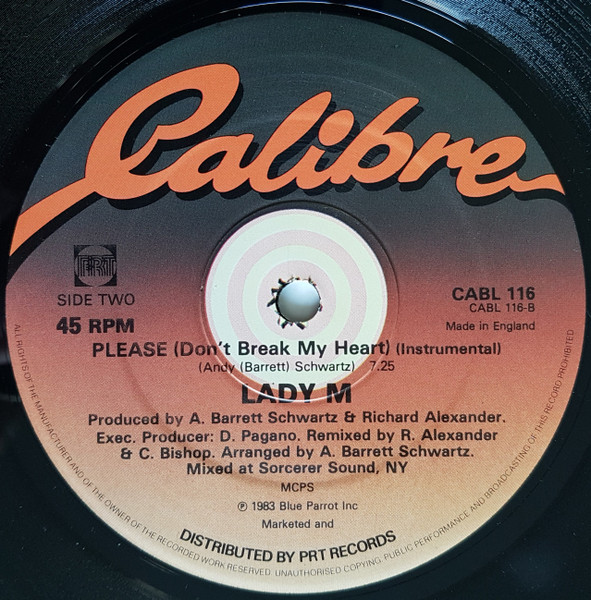 Calibre
PRT
SIDE TWO
45 RPM
CABL 116
CABL 116-B
Made in England
PLEASE (Don't Break My Heart) (Instrumental)
(Andy (Barrett) Schwartz) 7.25
LADY M
Produced by A. Barrett Schwartz & Richard Alexander.
Exec. Producer: D. Pagano. Remixed by R. Alexander
& C. Bishop. Arranged by A. Barrett Schwartz.
Mixed at Sorcerer Sound, NY
MCPS
℗ 1983 Blue Parrot Inc
Marketed and
DISTRIBUTED BY PRT RECORDS
ALL RIGHTS OF THE MANUFACTURER AND OF THE OWNER OF THE RECORDED WORK RESERVED. UNAUTHORISED COPYING, PUBLIC PERFORMANCE AND BROADCASTING OF THIS RECORD PROHIBITED